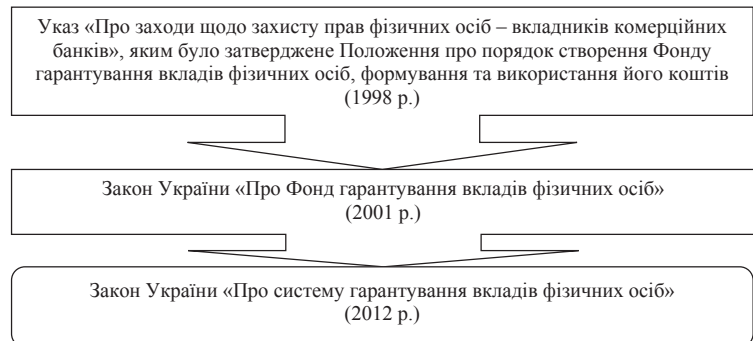 Указ «Про заходи щодо захисту прав фізичних осіб – вкладників комерційних
банків», яким було затверджене Положення про порядок створення Фонду
гарантування вкладів фізичних осіб, формування та використання його коштів
(1998 р.)
Закон України «Про Фонд гарантування вкладів фізичних осіб»
(2001 р.)
Закон України «Про систему гарантування вкладів фізичних осіб»
(2012 р.)